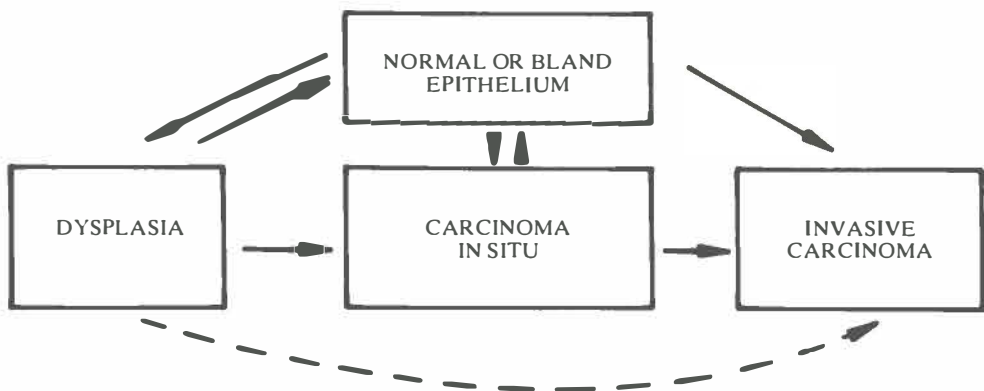 NORMAL OR BLAND
EPITHELIUM
DYSPLASIA
CARCINOMA
IN SITU
INVASIVE
CARCINOMA